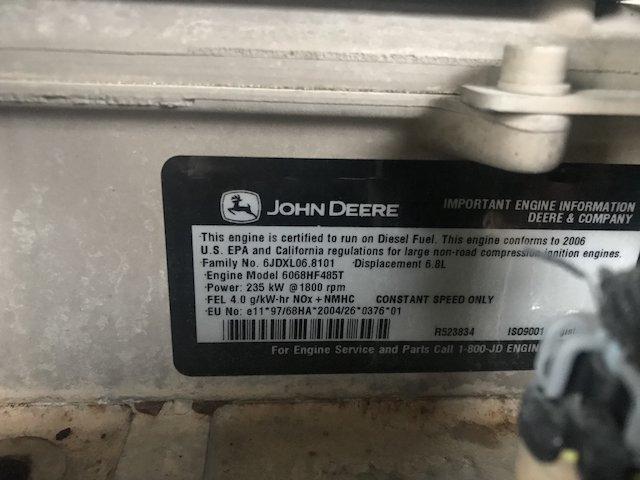 JOHN DEERE
IMPORTANT ENGINE INFORMATION
DEERE & COMPANY
This engine is certified to run on Diesel Fuel. This engine conforms to 2006
U.S. EPA and California regulations for large non-road compression ignition engines.
Family No. 6JDXL06.8101 Displacement 6.8L
Engine Model 6068HF485T
Power: 235 kW @1800 rpm
FEL 4.0 g/kW-hr NOx + NMHC CONSTANT SPEED ONLY
EU No: e11*97/68HA*2004/26*0376*01
R523834 ISO9001
For Engine Service and Parts Call 1-800-JD ENGIN